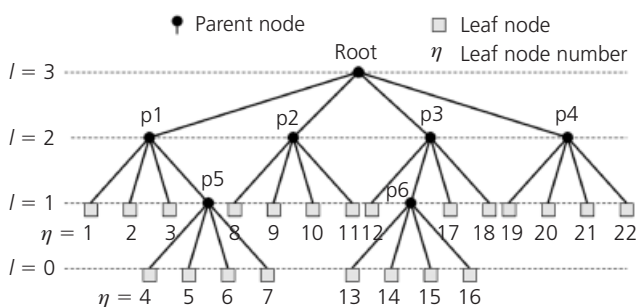 Parent node
Leaf node
Root
η Leaf node number
l = 3
p1
p2
p3
p4
l = 2
p5
p6
l = 1
η = 1 2 3 8 9 10 11 12 17 18 19 20 21 22
l = 0
η = 4 5 6 7 13 14 15 16